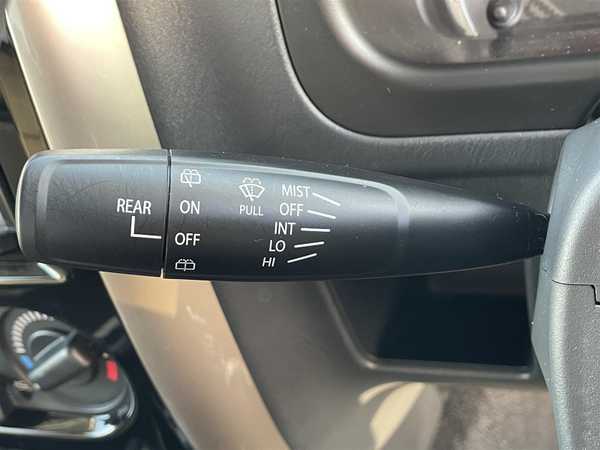 REAR
ON
OFF
PULL
MIST
OFF
INT
LO
HI